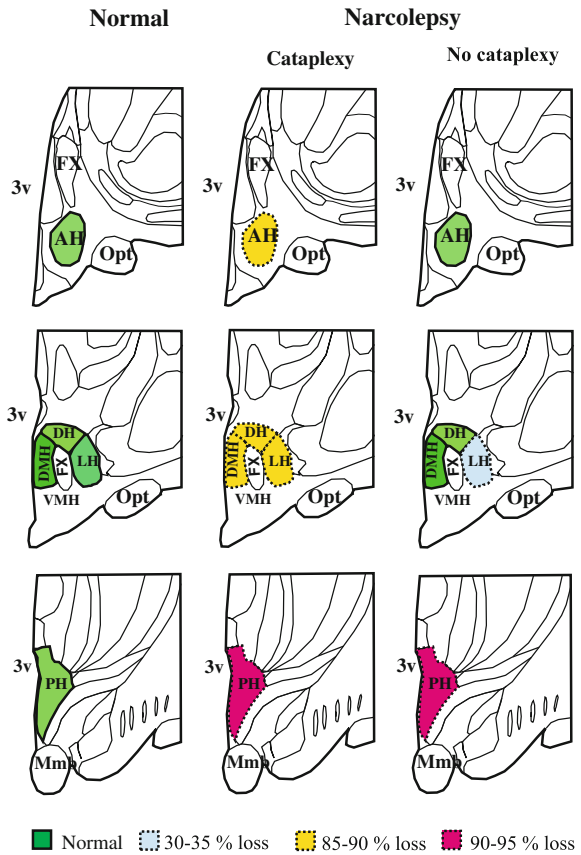 Normal
Narcolepsy
Cataplexy
No cataplexy
3v
FX
AH
Opt
3v
FX
AH
Opt
3v
FX
AH
Opt
3v
DH
DMH
FX
LH
VMH
Opt
3v
DH
DMH
FX
LH
VMH
Opt
3v
DH
DMH
FX
LH
VMH
Opt
3v
PH
Mmb
3v
PH
Mmb
3v
PH
Mmb
Normal
30-35 % loss
85-90 % loss
90-95 % loss